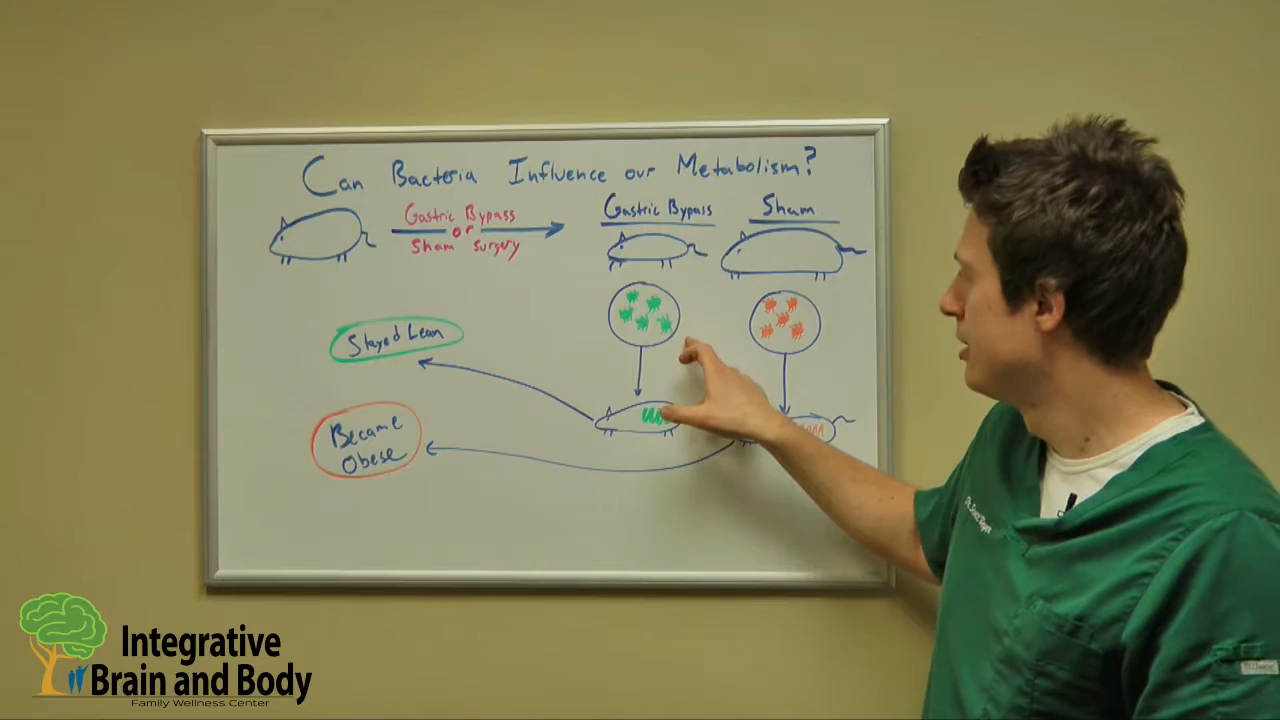 Can Bacteria Influence our Metabolism?
Gastric Bypass
or
Sham surgery
Gastric Bypass
Sham
Stayed Lean
Became
Obese
Integrative
Brain and Body
Family Wellness Center